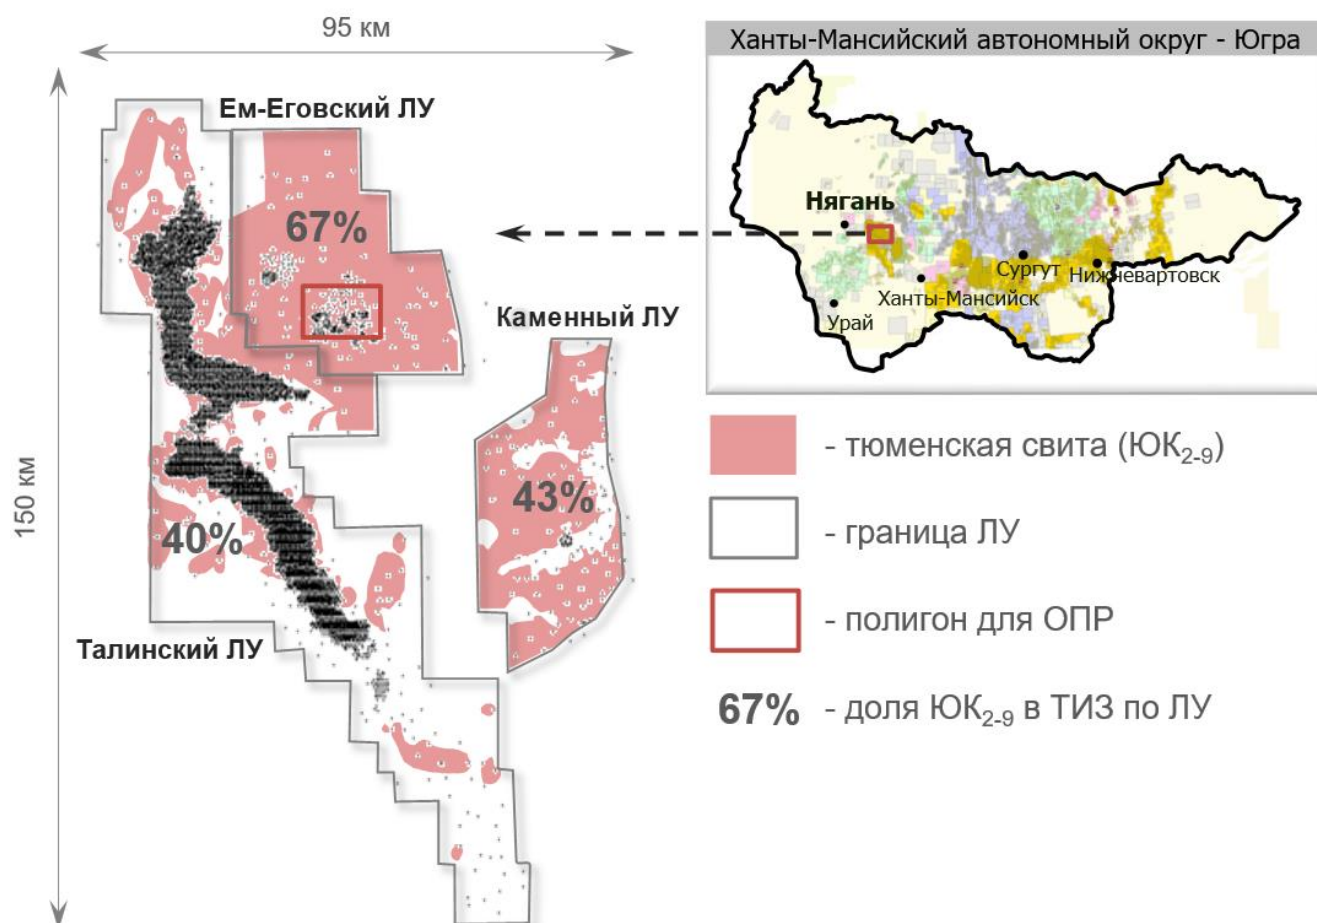 95 км
150 км
Ем-Еговский ЛУ
67%
Каменный ЛУ
43%
40%
Талинский ЛУ
Ханты-Мансийский автономный округ - Югра
Нягань
Сургут
Нижневартовск
Ханты-Мансийск
Урай
- тюменская свита (ЮК2-9)
- граница ЛУ
- полигон для ОПР
67% - доля ЮК2-9 в ТИЗ по ЛУ